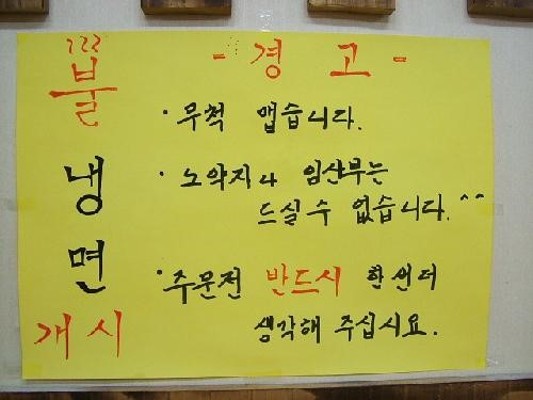 불냉면
개시
- 경고 -
· 무척 맵습니다.
· 노약지나 임산부는
드실 수 없습니다.^^
· 주문전 반드시 한번더
생각해 주십시요.